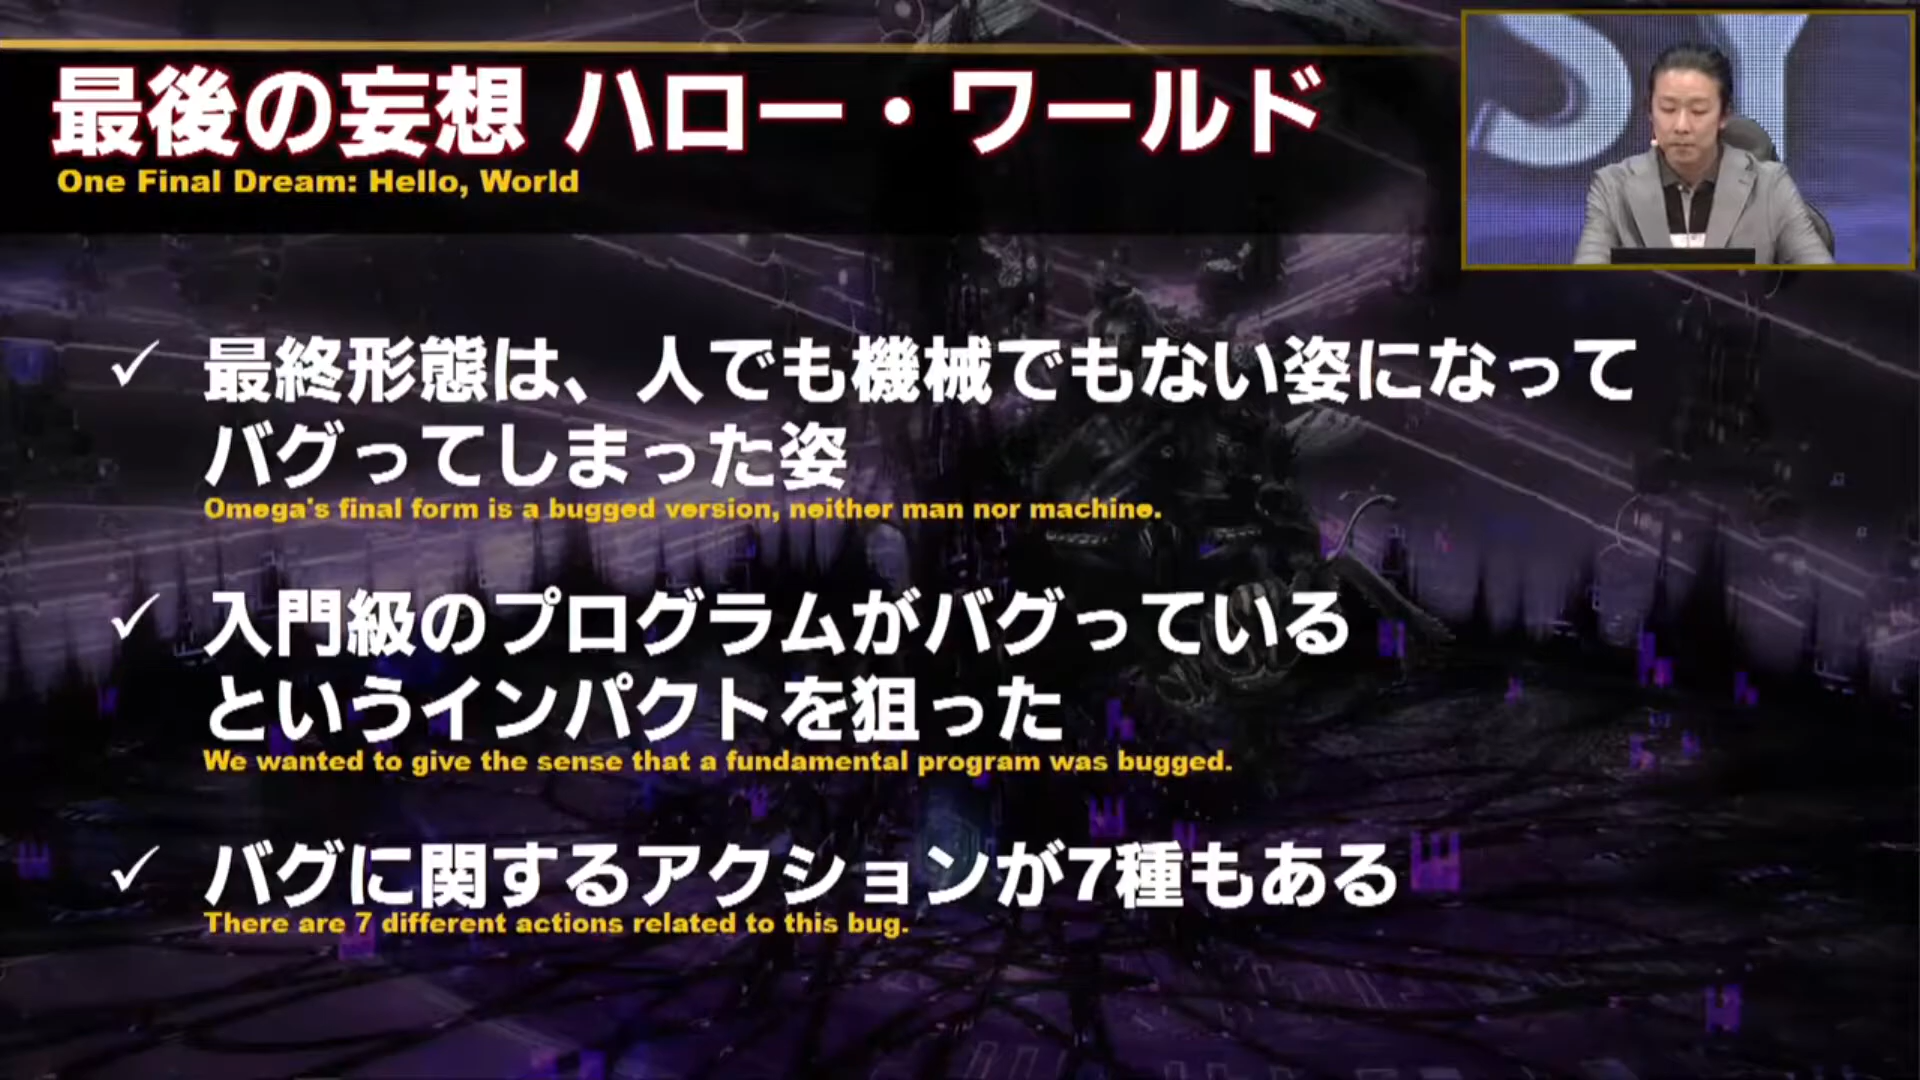 最後の妄想 ハロー・ワールド
One Final Dream: Hello, World
SY
✓ 最終形態は、人でも機械でもない姿になって
バグってしまった姿
Omega's final form is a bugged version, neither man nor machine.
✓ 入門級のプログラムがバグっている
というインパクトを狙った
We wanted to give the sense that a fundamental program was bugged.
✓ バグに関するアクションが7種もある
There are 7 different actions related to this bug.